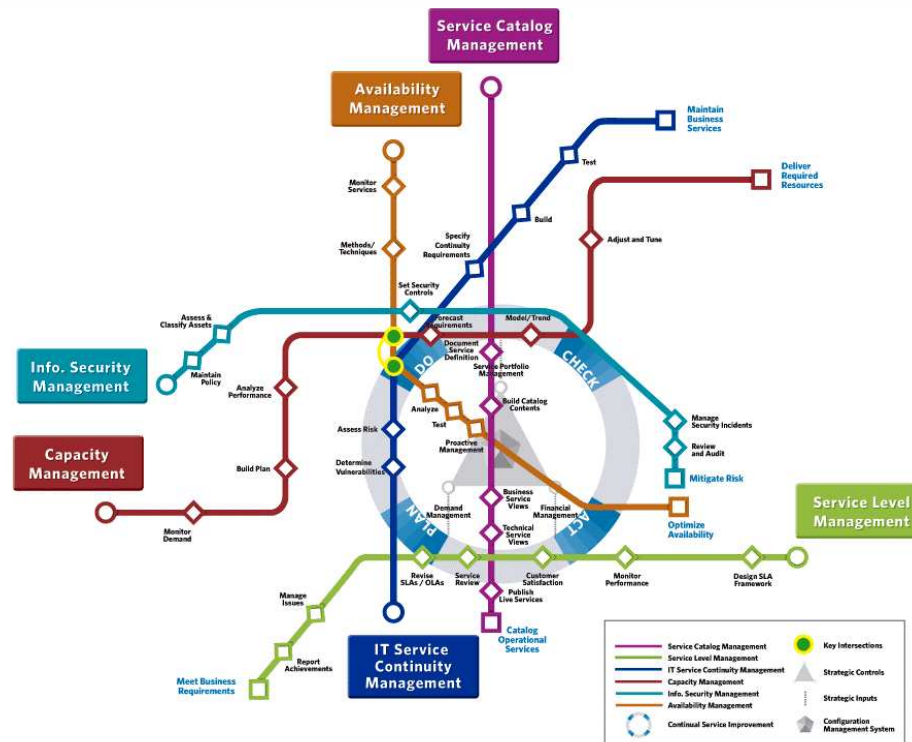 Service Catalog
Management
Availability
Management
Maintain
Business
Services
Test
Deliver
Required
Resources
Monitor
Services
Build
Specify
Continuity
Requirements
Adjust and Tune
Methods/
Techniques
Set Security
Controls
Assess &
Classify Assets
Forecast
Requirements
Model/Trend
Document
Service
Definition
DO
CHECK
Service Portfolio
Management
Info. Security
Management
Maintain
Policy
Analyze
Performance
Analyze
Build Catalog
Contents
Test
Assess Risk
Proactive
Management
Manage
Security Incidents
Review
and Audit
Capacity
Management
Build Plan
Determine
Vulnerabilities
Mitigate Risk
Monitor
Demand
Demand
Management
Business
Service
Views
Financial
Management
PLAN
ACT
Technical
Service
Views
Optimize
Availability
Service Level
Management
Revise
SLAs / OLAs
Service
Review
Customer
Satisfaction
Monitor
Performance
Design SLA
Framework
Publish
Live Services
Manage
Issues
Report
Achievements
Catalog
Operational
Services
IT Service
Continuity
Management
Meet Business
Requirements
Service Catalog Management
Service Level Management
IT Service Continuity Management
Capacity Management
Info. Security Management
Availability Management
Continual Service Improvement
Key Intersections
Strategic Controls
Strategic Inputs
Configuration
Management System